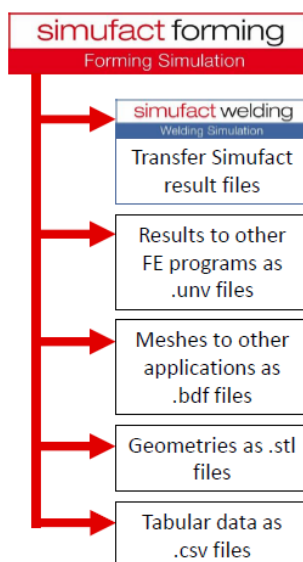 simufact forming
Forming Simulation
simufact welding
Welding Simulation
Transfer Simufact
result files
Results to other
FE programs as
.unv files
Meshes to other
applications as
.bdf files
Geometries as .stl
files
Tabular data as
.csv files